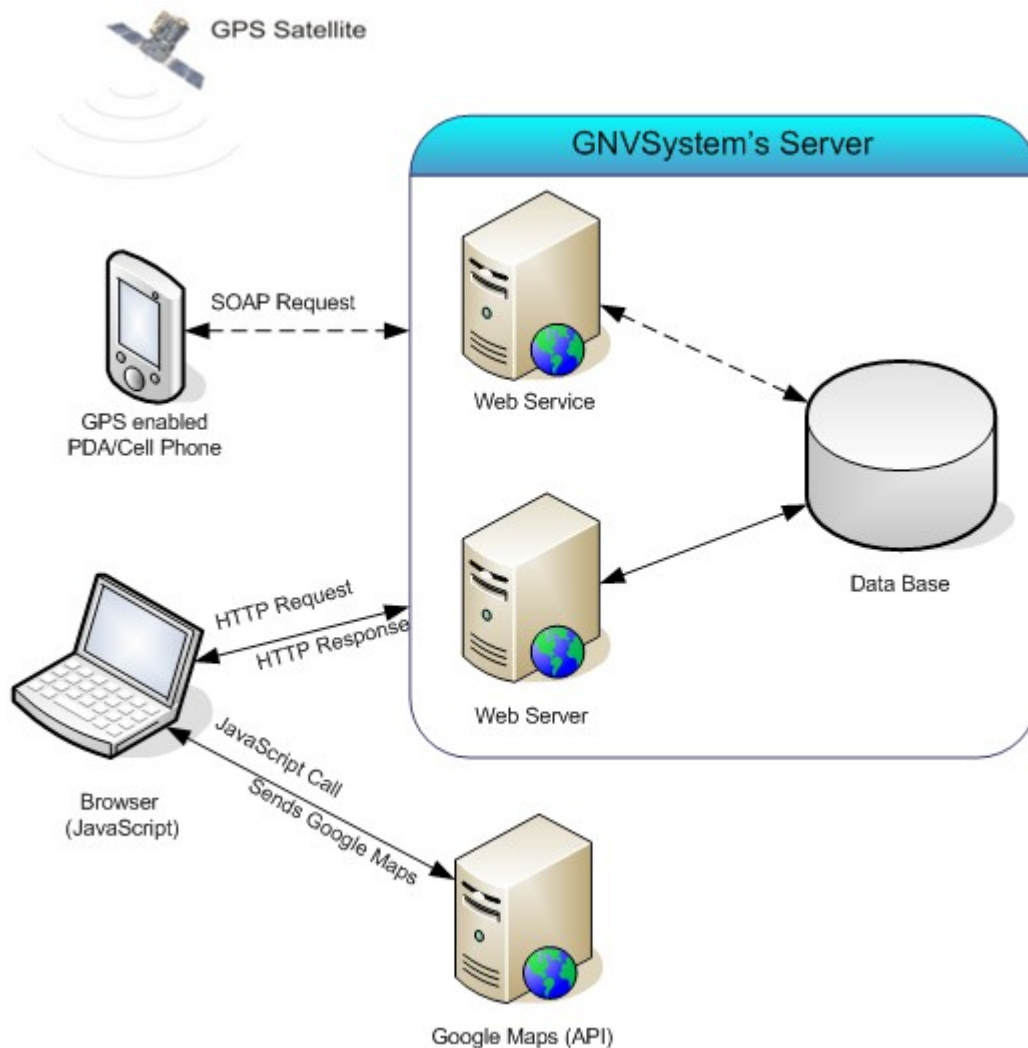 GPS Satellite
GNVSystem's Server
SOAP Request
Web Service
GPS enabled
PDA/Cell Phone
Data Base
HTTP Request
HTTP Response
Web Server
JavaScript Call
Sends Google Maps
Browser
(JavaScript)
Google Maps (API)